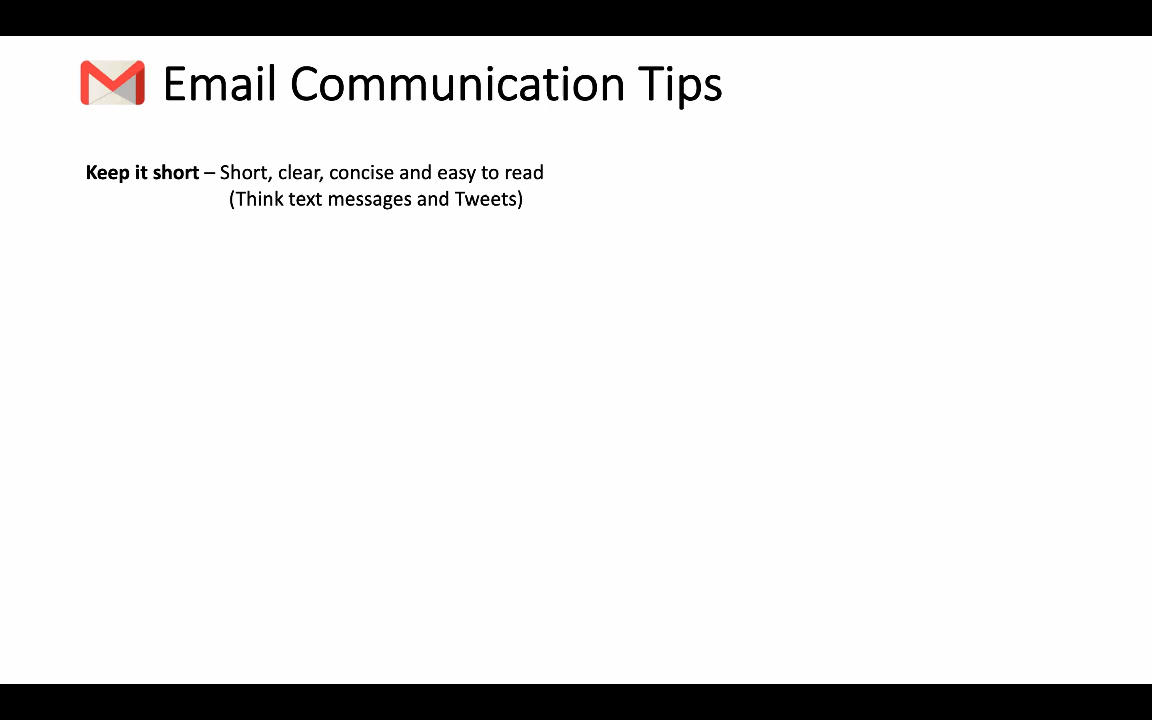 Email Communication Tips
Keep it short – Short, clear, concise and easy to read
(Think text messages and Tweets)